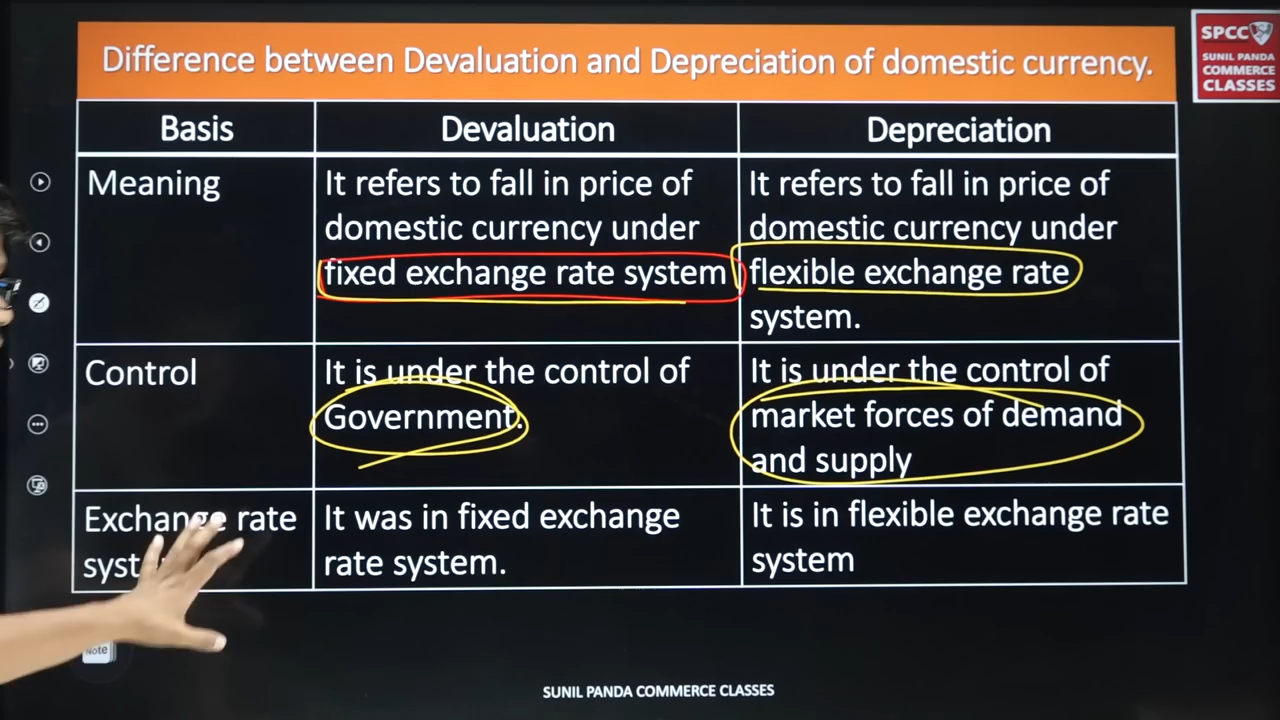 Difference between Devaluation and Depreciation of domestic currency.
SPCC
SUNIL PANDA
COMMERCE
CLASSES
Basis
Devaluation
Depreciation
Meaning
It refers to fall in price of
domestic currency under
fixed exchange rate system
It refers to fall in price of
domestic currency under
flexible exchange rate
system.
Control
It is under the control of
Government.
It is under the control of
market forces of demand
and supply
Exchange rate
It was in fixed exchange
rate system.
It is in flexible exchange rate
system
Note
SUNIL PANDA COMMERCE CLASSES